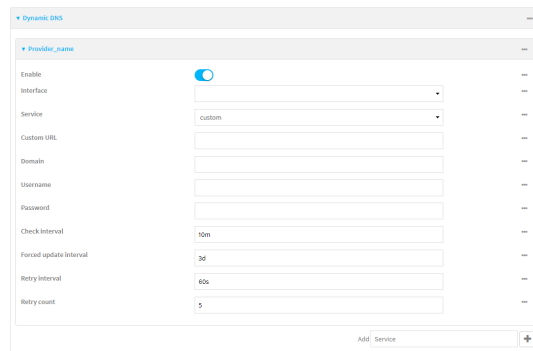 Dynamic DNS
Provider_name
Enable
Interface
Service custom
Custom URL
Domain
Username
Password
Check interval 10m
Forced update interval 3d
Retry interval 60s
Retry count 5
Add Service